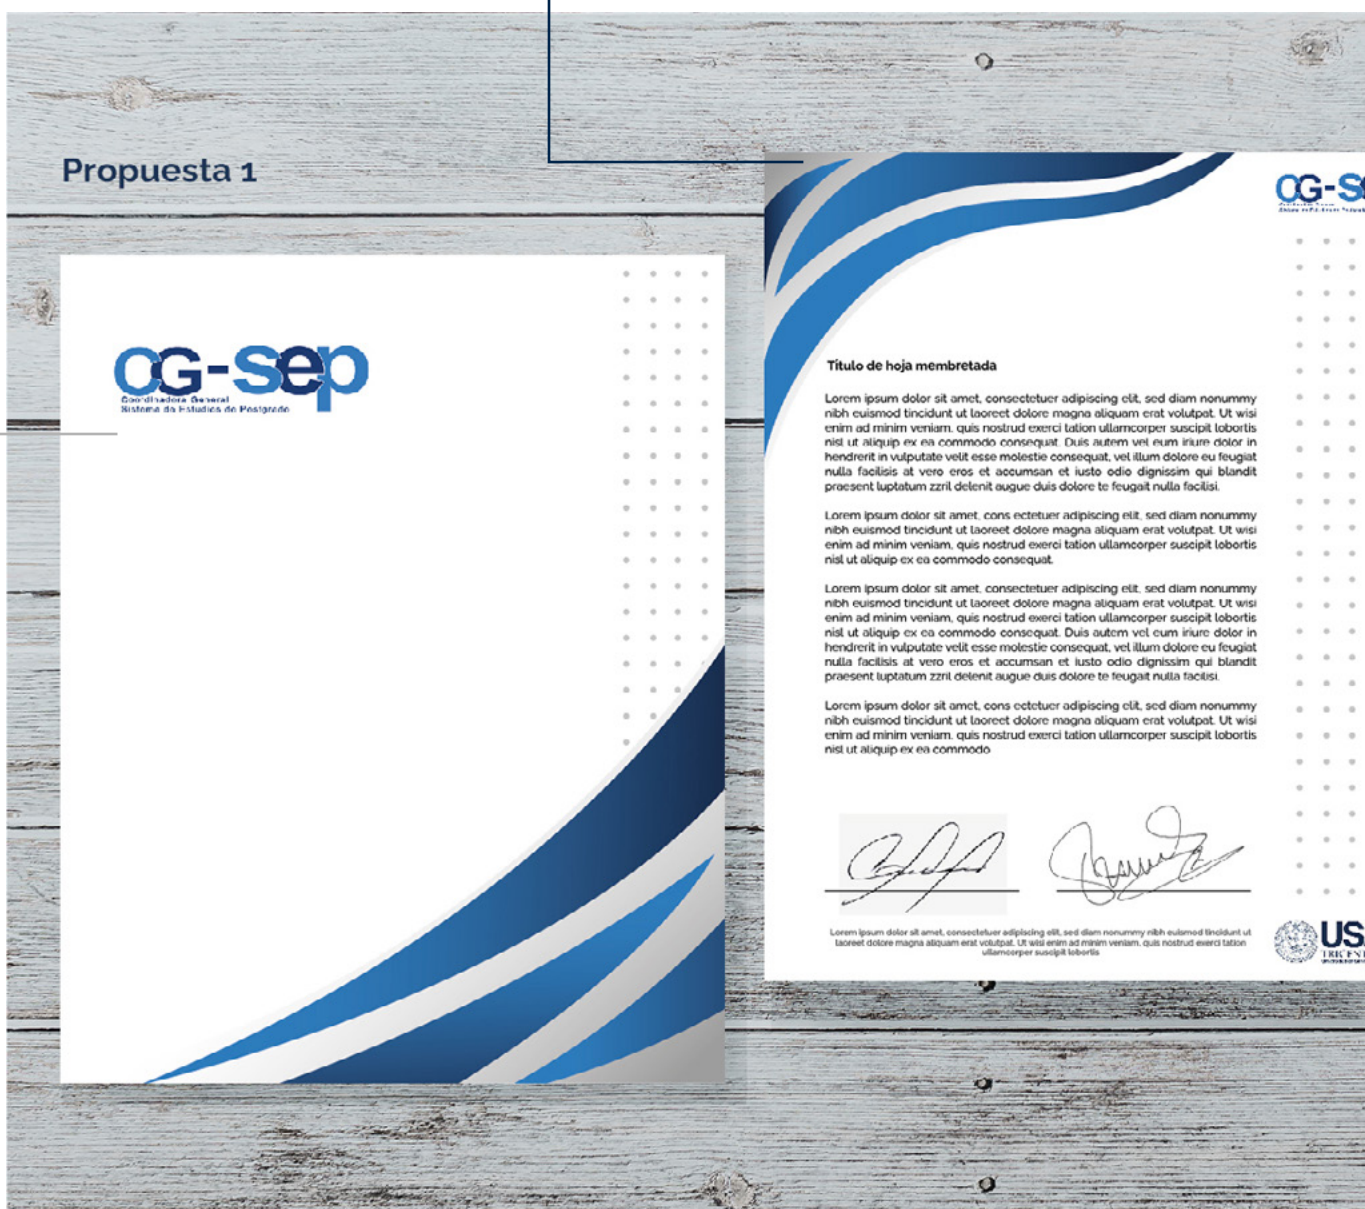 Propuesta 1
CG-sep
Coordinadora General
Sistema de Estudios de Postgrado
CG-S
Título de hoja membretada
Lorem ipsum dolor sit amet, consectetuer adipiscing elit, sed diam nonummy
nibh euismod tincidunt ut laoreet dolore magna aliquam erat volutpat. Ut wisi
enim ad minim veniam, quis nostrud exerci tation ullamcorper suscipit lobortis
nisl ut aliquip ex ea commodo consequat. Duis autem vel eum iriure dolor in
hendrerit in vulputate velit esse molestie consequat, vel illum dolore eu feugiat
nulla facilisis at vero eros et accumsan et iusto odio dignissim qui blandit
praesent luptatum zzril delenit augue duis dolore te feugait nulla facilisi.
Lorem ipsum dolor sit amet, cons ectetuer adipiscing elit, sed diam nonummy
nibh euismod tincidunt ut laoreet dolore magna aliquam erat volutpat. Ut wisi
enim ad minim veniam, quis nostrud exerci tation ullamcorper suscipit lobortis
nisl ut aliquip ex ea commodo consequat.
Lorem ipsum dolor sit amet, consectetuer adipiscing elit, sed diam nonummy
nibh euismod tincidunt ut laoreet dolore magna aliquam erat volutpat. Ut wisi
enim ad minim veniam, quis nostrud exerci tation ullamcorper suscipit lobortis
nisl ut aliquip ex ea commodo consequat. Duis autem vel eum iriure dolor in
hendrerit in vulputate velit esse molestie consequat, vel illum dolore eu feugiat
nulla facilisis at vero eros et accumsan et iusto odio dignissim qui blandit
praesent luptatum zzril delenit augue duis dolore te feugait nulla facilisi.
Lorem ipsum dolor sit amet, cons ectetuer adipiscing elit, sed diam nonummy
nibh euismod tincidunt ut laoreet dolore magna aliquam erat volutpat. Ut wisi
enim ad minim veniam, quis nostrud exerci tation ullamcorper suscipit lobortis
nisl ut aliquip ex ea commodo
Lorem ipsum dolor sit amet, consectetuer adipiscing elit, sed diam nonummy nibh euismod tincidunt ut
laoreet dolore magna aliquam erat volutpat. Ut wisi enim ad minim veniam, quis nostrud exerci tation
ullamcorper suscipit lobortis
US
TRICENT